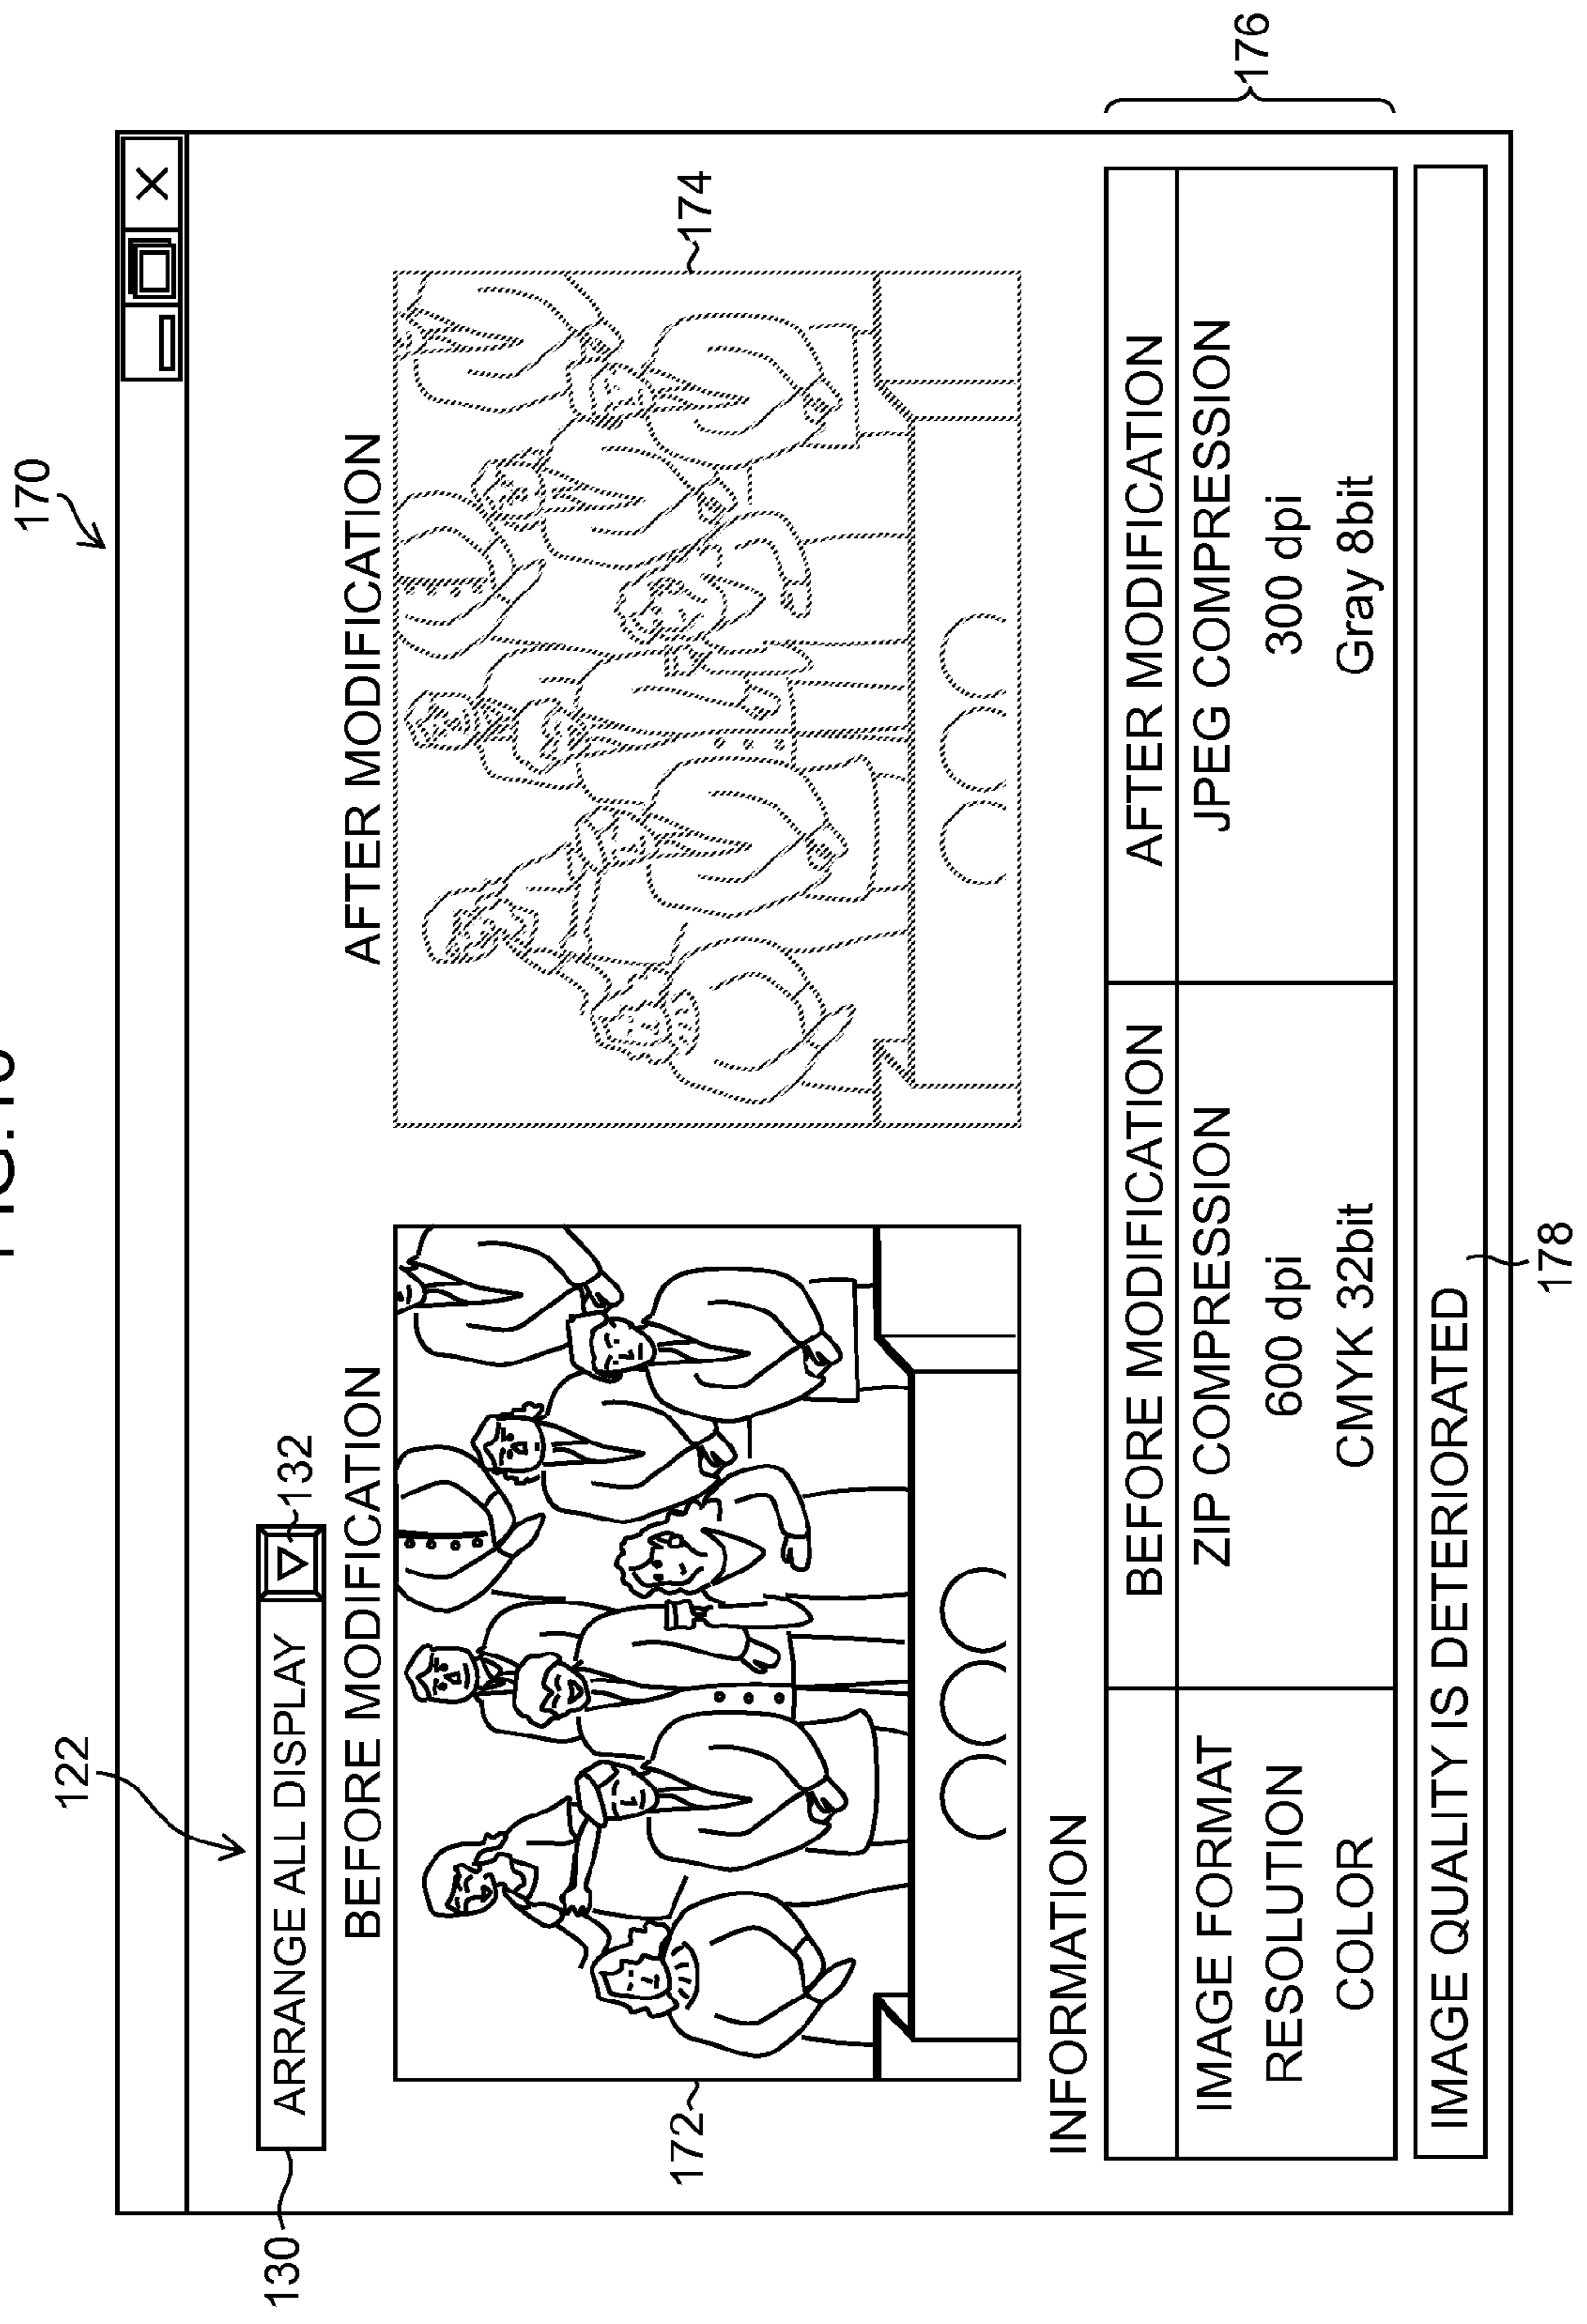 170
122
130
ARRANGE ALL DISPLAY
132
BEFORE MODIFICATION
AFTER MODIFICATION
172
174
INFORMATION
BEFORE MODIFICATION AFTER MODIFICATION
IMAGE FORMAT ZIP COMPRESSION JPEG COMPRESSION
RESOLUTION 600 dpi 300 dpi
COLOR CMYK 32bit Gray 8bit
176
IMAGE QUALITY IS DETERIORATED
178